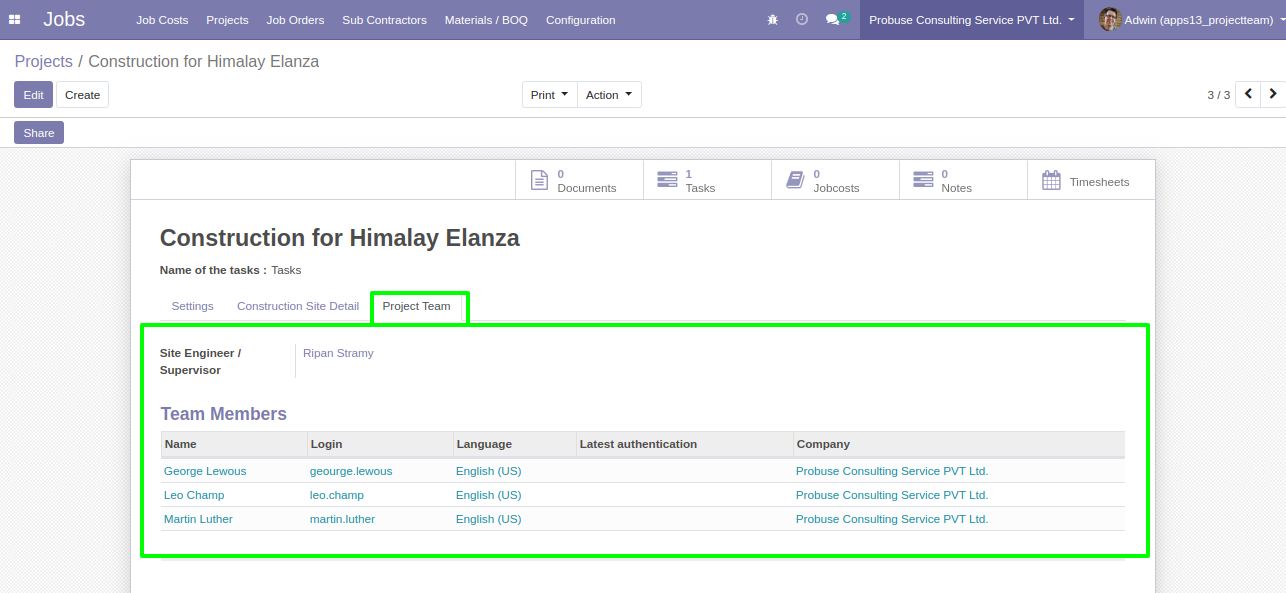 Jobs Job Costs Projects Job Orders Sub Contractors Materials / BOQ Configuration 2 Probuse Consulting Service PVT Ltd. Adwin (apps13_projectteam)
Projects / Construction for Himalay Elanza
Edit Create Print Action 3 / 3
Share
0 Documents 1 Tasks 0 Jobcosts 0 Notes Timesheets
Construction for Himalay Elanza
Name of the tasks : Tasks
Settings Construction Site Detail Project Team
Site Engineer / Ripan Stramy
Supervisor
Team Members
Name Login Language Latest authentication Company
George Lewous geourge.lewous English (US) Probuse Consulting Service PVT Ltd.
Leo Champ leo.champ English (US) Probuse Consulting Service PVT Ltd.
Martin Luther martin.luther English (US) Probuse Consulting Service PVT Ltd.